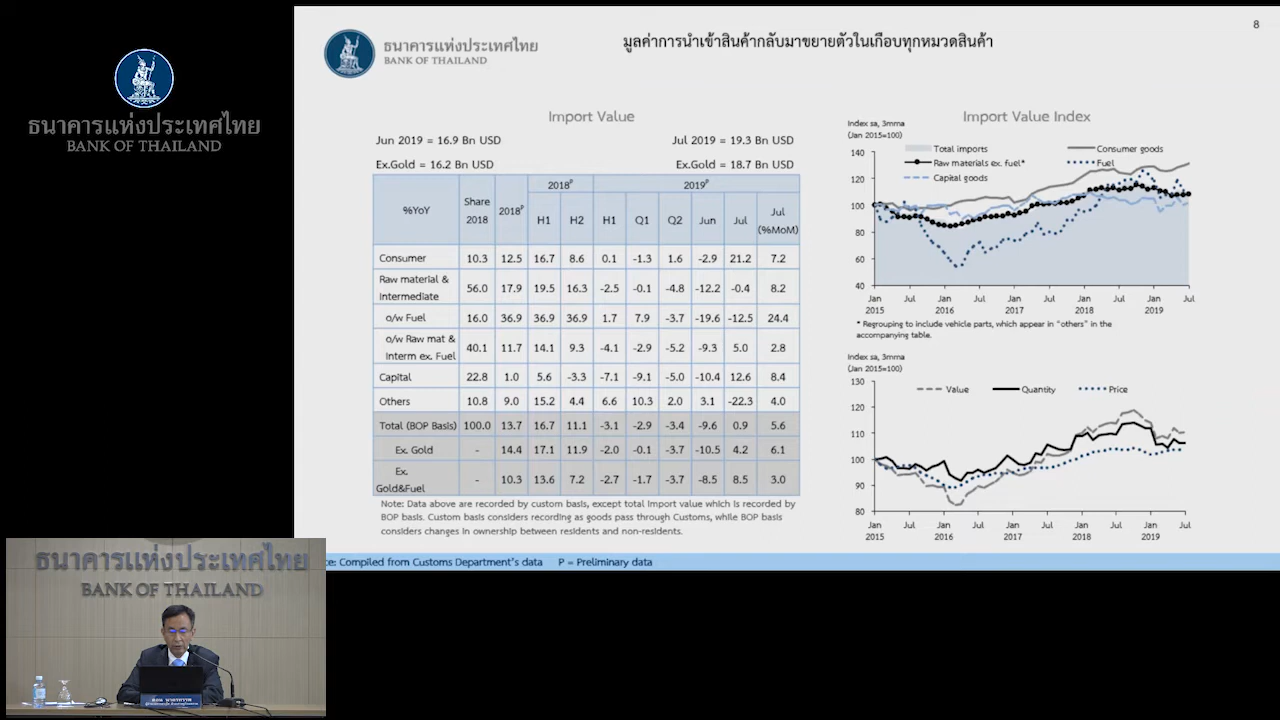 ธนาคารแห่งประเทศไทย
BANK OF THAILAND
8
ธนาคารแห่งประเทศไทย
BANK OF THAILAND
มูลค่าการนำเข้าสินค้ากลับมาขยายตัวในเกือบทุกหมวดสินค้า
Import Value
Jun 2019 = 16.9 Bn USD Jul 2019 = 19.3 Bn USD
Ex.Gold = 16.2 Bn USD Ex.Gold = 18.7 Bn USD
%YoY Share 2018 2018P 2018P 2019P
H1 H2 H1 Q1 Q2 Jun Jul Jul (%MoM)
Consumer 10.3 12.5 16.7 8.6 0.1 -1.3 1.6 -2.9 21.2 7.2
Raw material & Intermediate 56.0 17.9 19.5 16.3 -2.5 -0.1 -4.8 -12.2 -0.4 8.2
o/w Fuel 16.0 36.9 36.9 36.9 1.7 7.9 -3.7 -19.6 -12.5 24.4
o/w Raw mat & Interm ex. Fuel 40.1 11.7 14.1 9.3 -4.1 -2.9 -5.2 -9.3 5.0 2.8
Capital 22.8 1.0 5.6 -3.3 -7.1 -9.1 -5.0 -10.4 12.6 8.4
Others 10.8 9.0 15.2 4.4 6.6 10.3 2.0 3.1 -22.3 4.0
Total (BOP Basis) 100.0 13.7 16.7 11.1 -3.1 -2.9 -3.4 -9.6 0.9 5.6
Ex. Gold - 14.4 17.1 11.9 -2.0 -0.1 -3.7 -10.5 4.2 6.1
Ex. Gold&Fuel - 10.3 13.6 7.2 -2.7 -1.7 -3.7 -8.5 8.5 3.0
Note: Data above are recorded by custom basis, except total import value which is recorded by
BOP basis. Custom basis considers recording as goods pass through Customs, while BOP basis
considers changes in ownership between residents and non-residents.
Import Value Index
Index sa, 3mma
(Jan 2015=100)
Total imports Consumer goods
Raw materials ex. fuel* Fuel
Capital goods
140
120
100
80
60
40
Jan Jul Jan Jul Jan Jul Jan Jul Jan Jul
2015 2016 2017 2018 2019
* Regrouping to include vehicle parts, which appear in "others" in the
accompanying table.
Index sa, 3mma
(Jan 2015=100)
Value Quantity Price
130
120
110
100
90
80
Jan Jul Jan Jul Jan Jul Jan Jul Jan Jul
2015 2016 2017 2018 2019
Compiled from Customs Department's data P = Preliminary data
ธนาคารแห่งประเทศไทย
BANK OF THAILAND